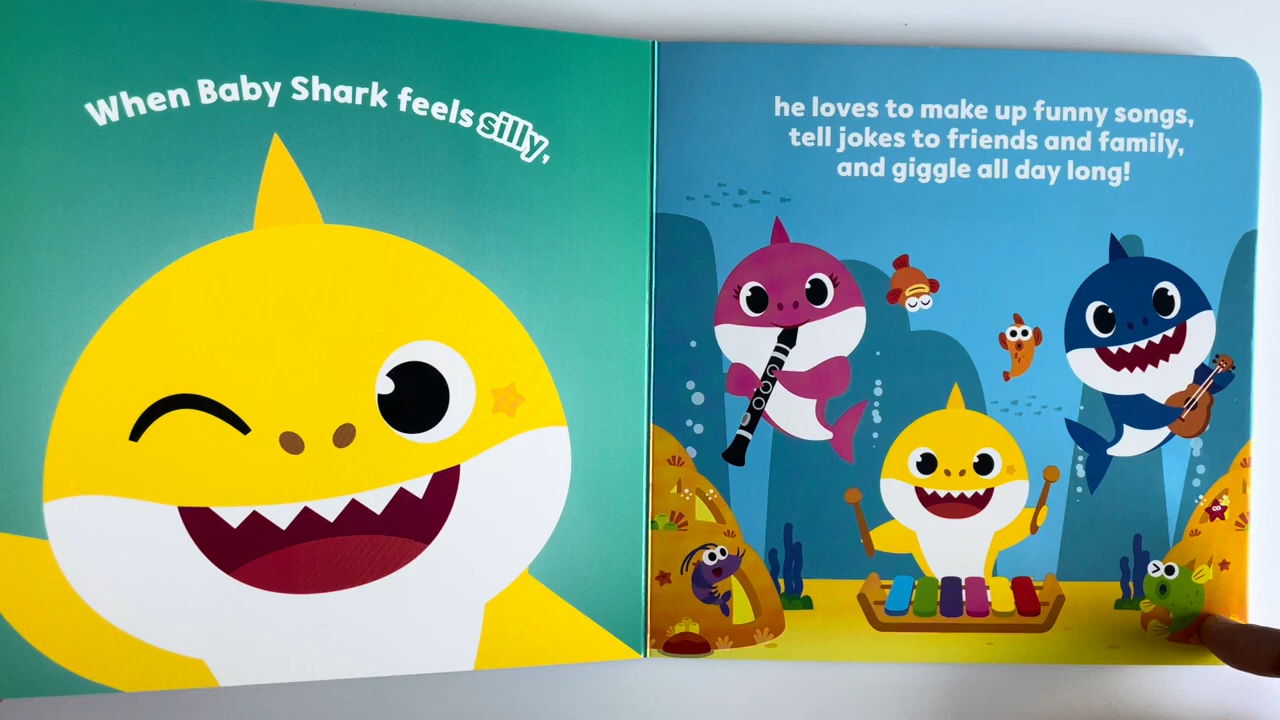 When Baby Shark feels silly,
he loves to make up funny songs,
tell jokes to friends and family,
and giggle all day long!